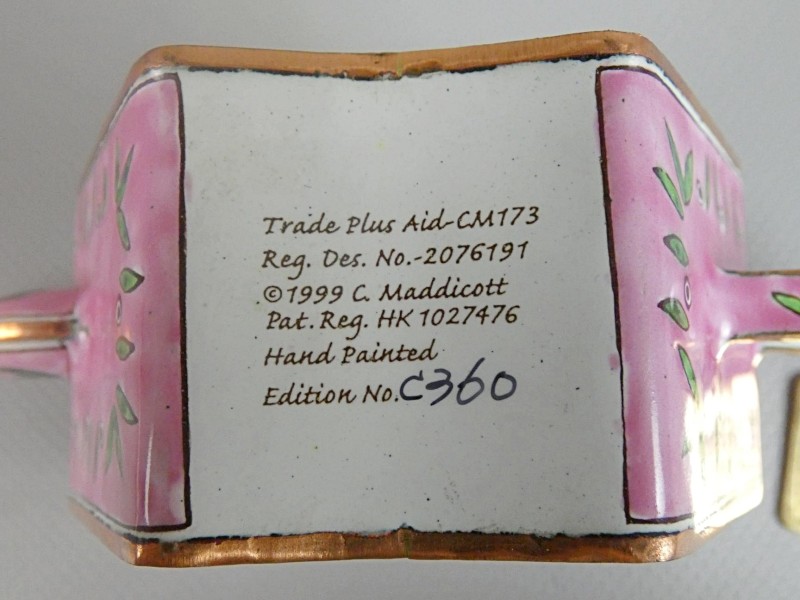 Trade Plus Aid-CM173
Reg. Des. No.-2076191
©1999 C. Maddicott
Pat. Reg. HK 1027476
Hand Painted
Edition No. C360